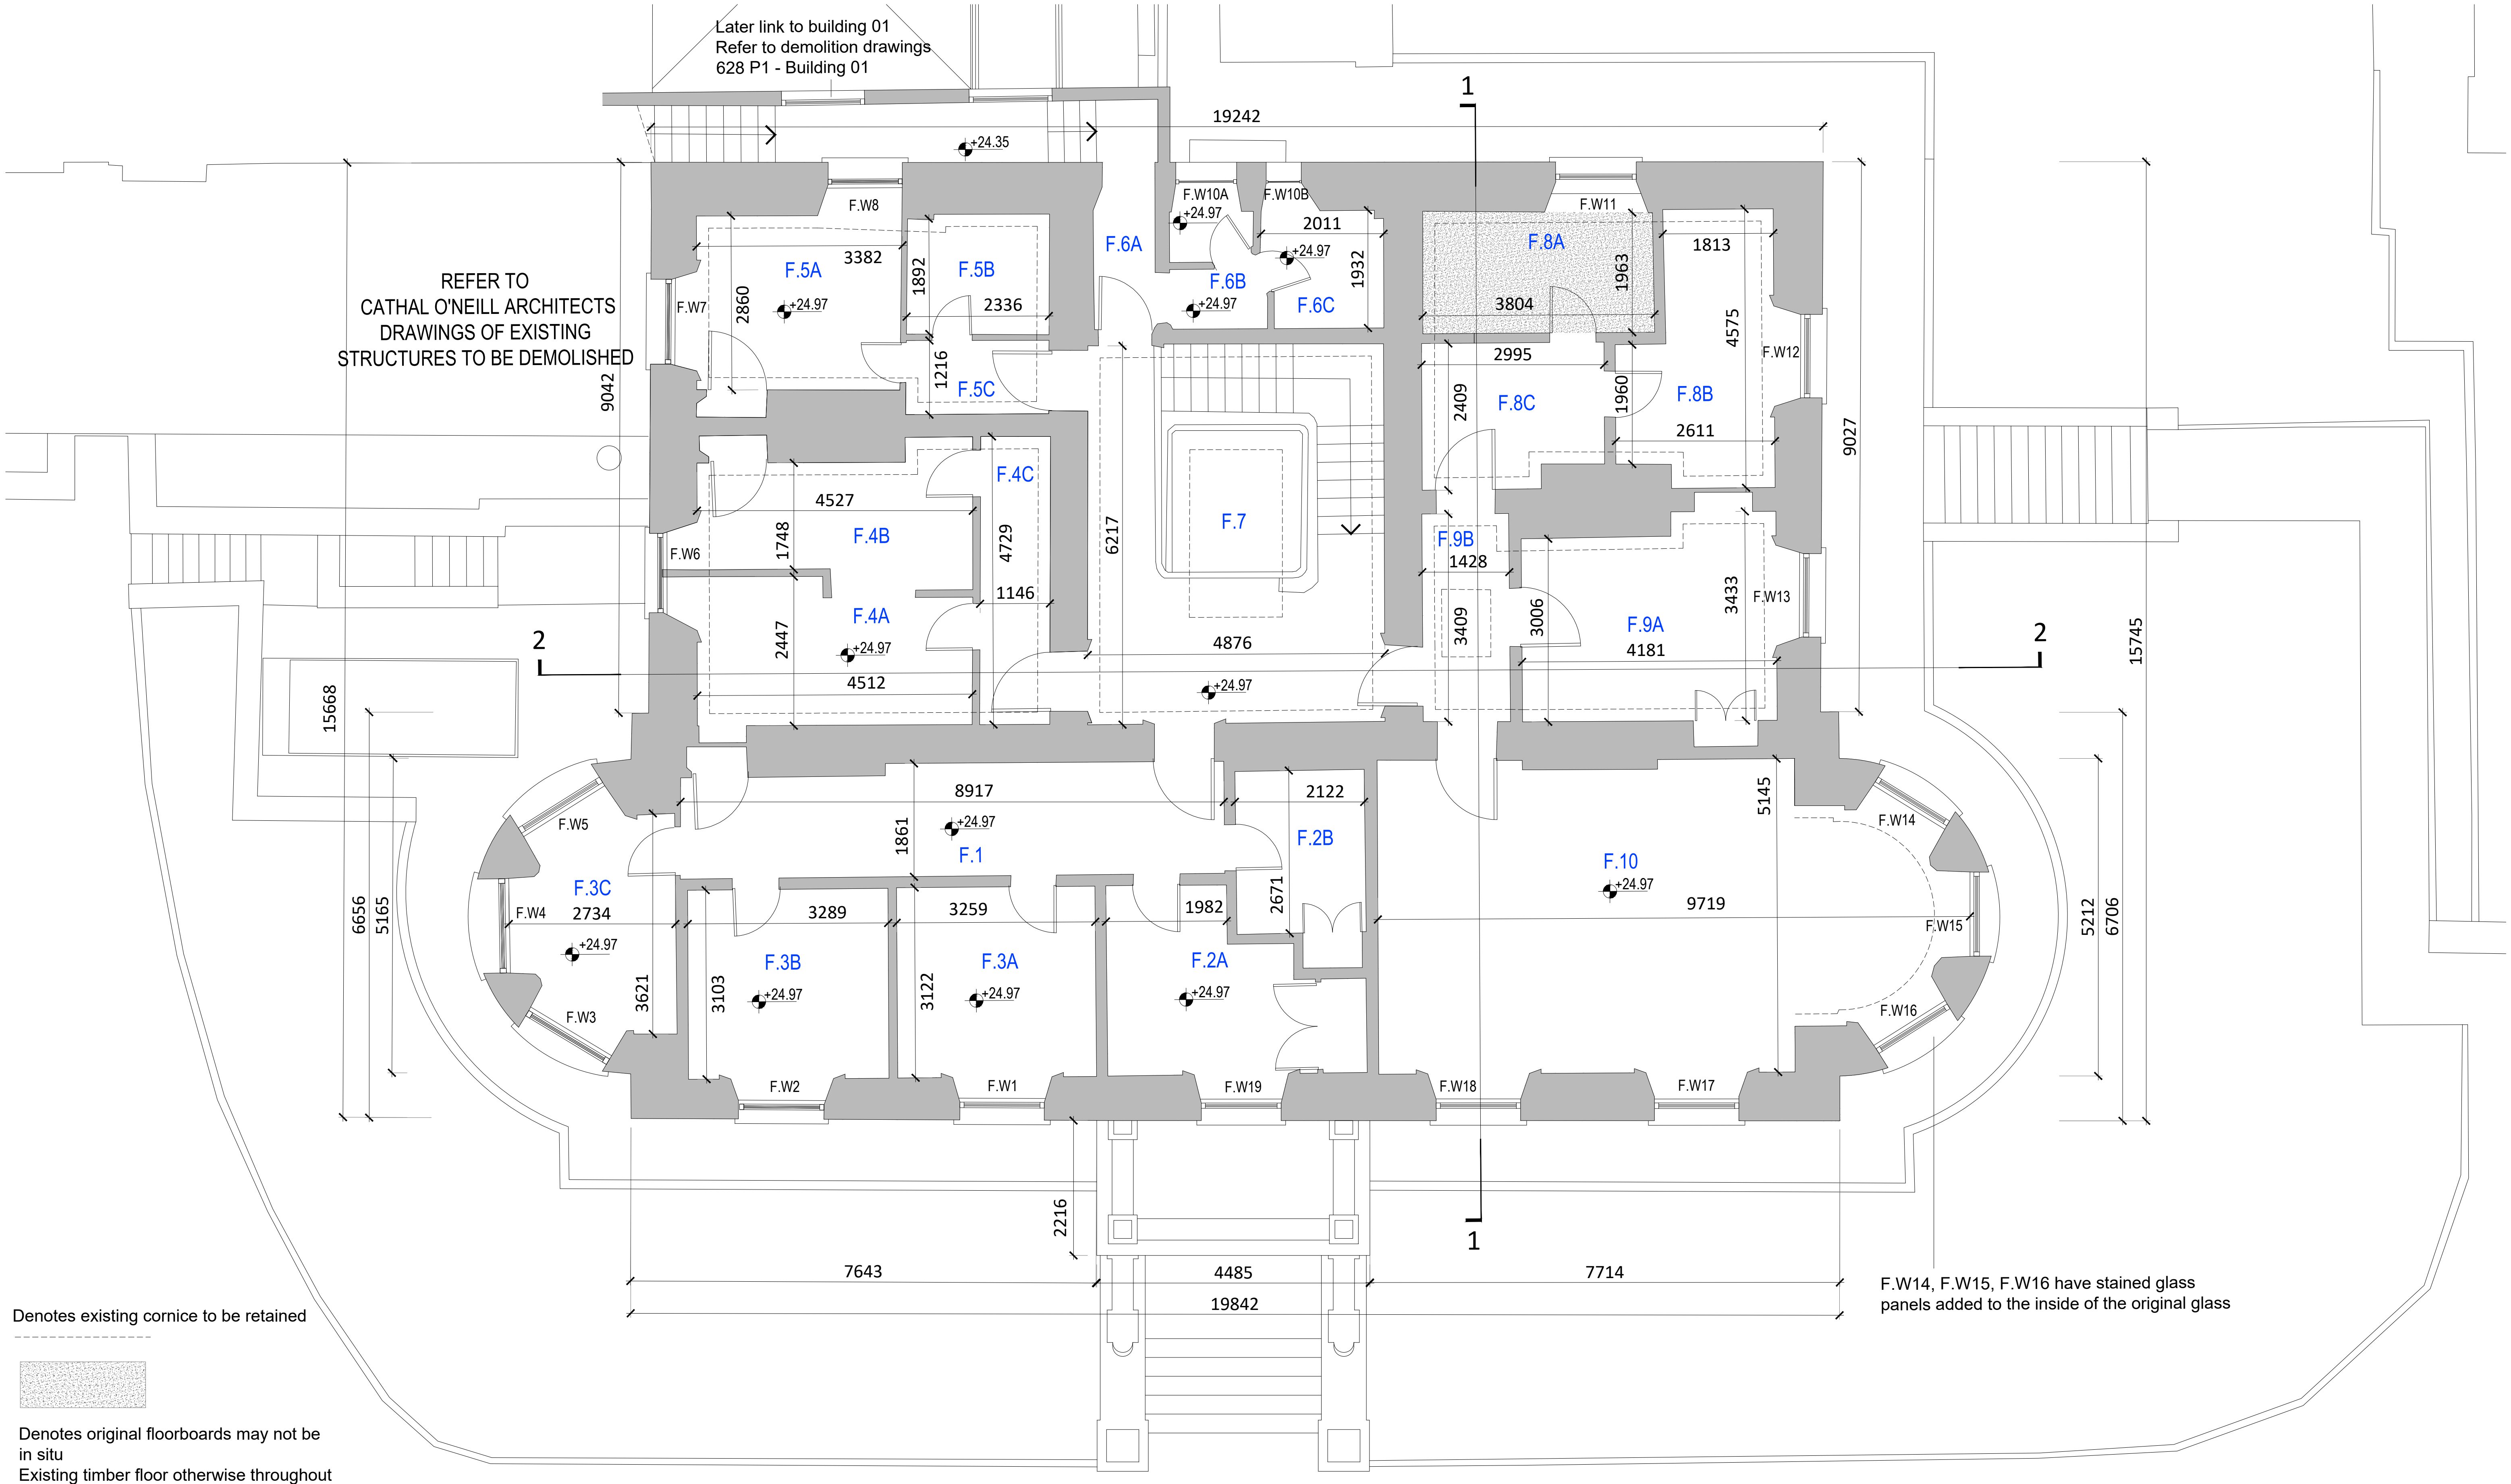 Later link to building 01
Refer to demolition drawings
628 P1 - Building 01
1
19242
+24.35
F.W8
F.W10A
F.W10B
F.W11
+24.97
2011
F.6A
F.8A
1813
3382
F.5A
F.5B
1892
+24.97
1932
1963
REFER TO
CATHAL O'NEILL ARCHITECTS
DRAWINGS OF EXISTING
STRUCTURES TO BE DEMOLISHED
F.W7
2860
+24.97
2336
F.6B
+24.97
F.6C
3804
4575
F.W12
9042
1216
F.5C
2995
2409
F.8C
1960
F.8B
2611
9027
F.4C
4527
F.W6
1748
F.4B
4729
6217
F.7
F.9B
1428
1146
F.4A
2447
+24.97
4512
4876
3409
3006
3433
F.W13
F.9A
4181
2
2
15745
15668
+24.97
8917
2122
5145
F.W5
1861
+24.97
F.1
F.2B
F.W14
F.3C
F.W4
2734
3289
3259
1982
2671
F.10
+24.97
9719
F.W15
6656
5165
5212
6706
+24.97
F.3B
F.3A
F.2A
3621
3103
+24.97
3122
+24.97
+24.97
F.W3
F.W16
F.W2
F.W1
F.W19
F.W18
F.W17
2216
1
7643
4485
7714
19842
F.W14, F.W15, F.W16 have stained glass
panels added to the inside of the original glass
Denotes existing cornice to be retained
Denotes original floorboards may not be
in situ
Existing timber floor otherwise throughout